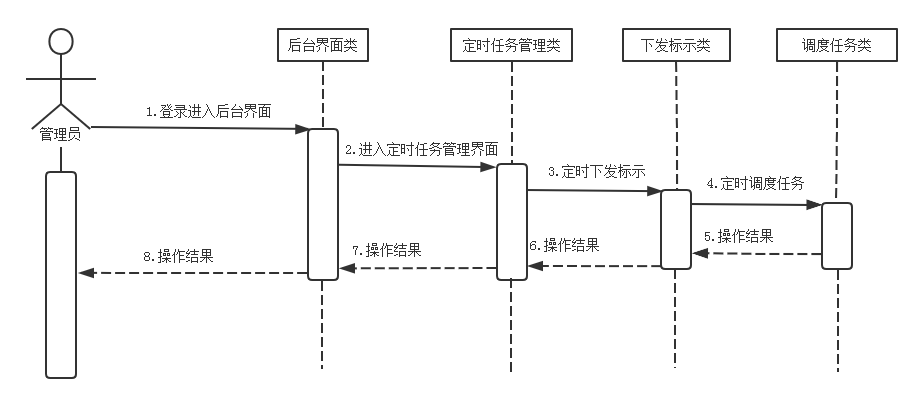 后台界面类
定时任务管理类
下发标示类
调度任务类
管理员
1.登录进入后台界面
2.进入定时任务管理界面
3.定时下发标示
4.定时调度任务
5.操作结果
6.操作结果
7.操作结果
8.操作结果